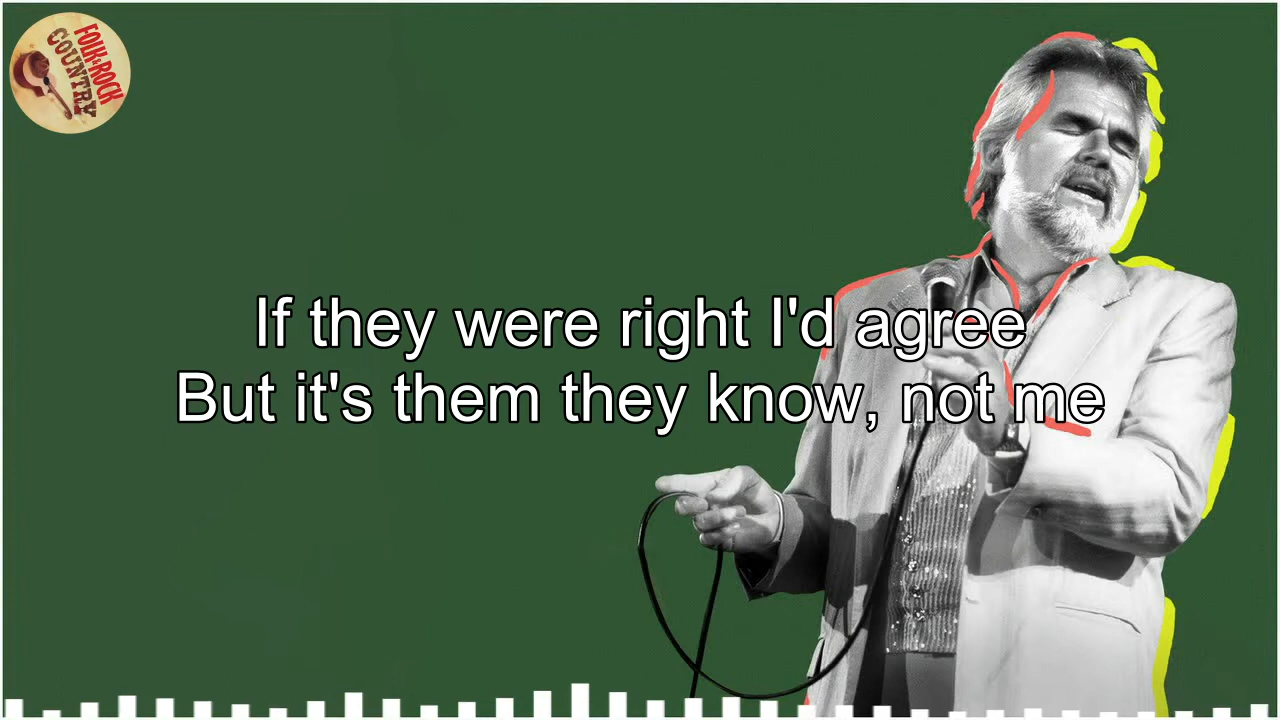 FOLK & ROCK
COUNTRY
If they were right I'd agree
But it's them they know, not me